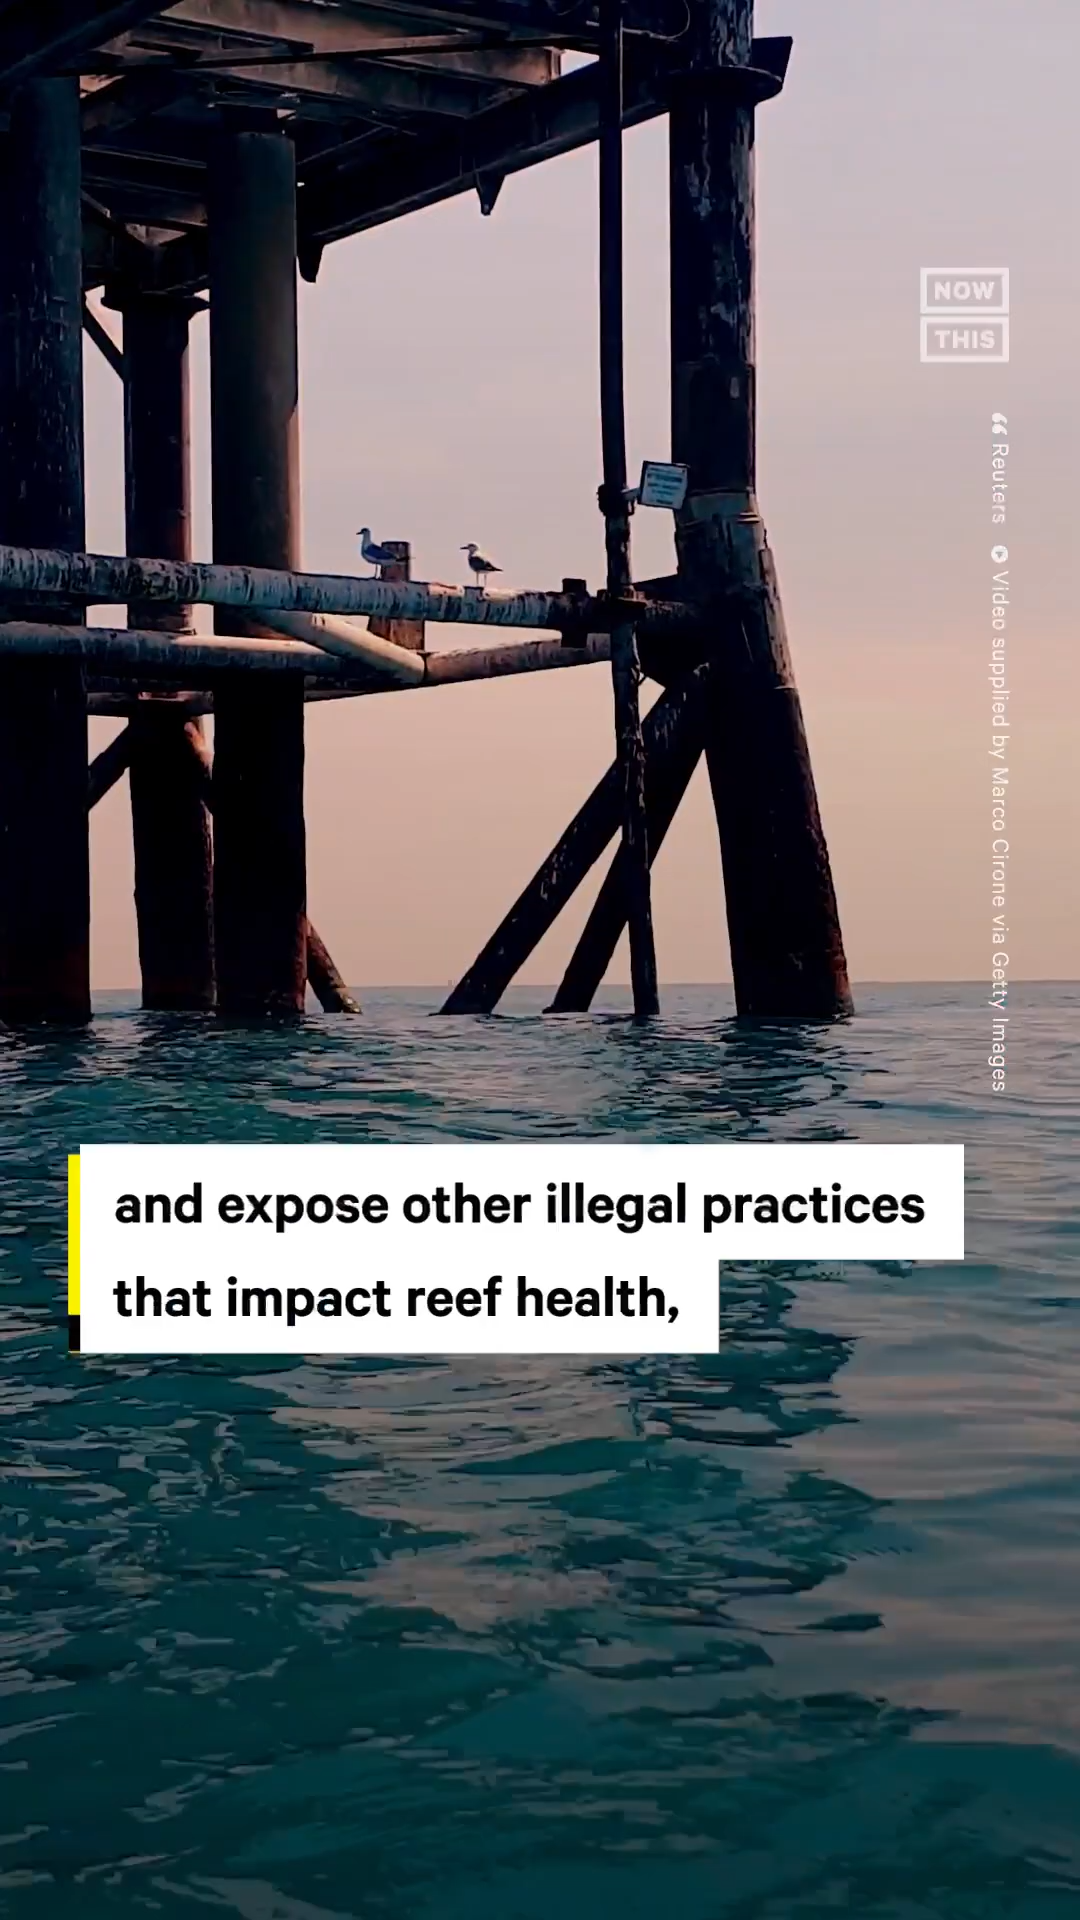 NOW
THIS
Reuters Video supplied by Marco Cirone via Getty Images
and expose other illegal practices
that impact reef health,